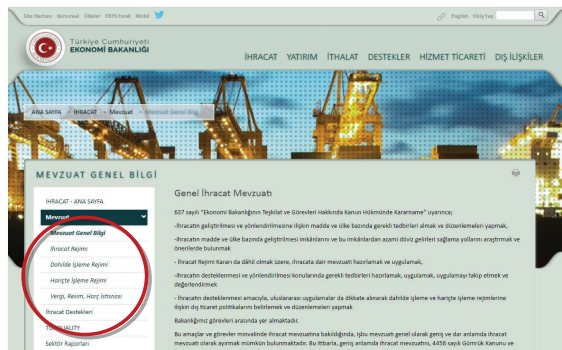 Site Haritası Kurumsal Ülkeler EBYS Evrak Mobil
English Giriş Yap
Türkiye Cumhuriyeti
EKONOMİ BAKANLIĞI
İHRACAT YATIRIM İTHALAT DESTEKLER HİZMET TİCARETİ DIŞ İLİŞKİLER
ANA SAYFA İHRACAT Mevzuat Mevzuat Genel Bilgi
MEVZUAT GENEL BİLGİ
İHRACAT - ANA SAYFA
Mevzuat
Mevzuat Genel Bilgi
İhracat Rejimi
Dahilde İşleme Rejimi
Hariçte İşleme Rejimi
Vergi, Resim, Harç İstisnası
İhracat Destekleri
Sektör Raporları
Genel İhracat Mevzuatı
637 sayılı "Ekonomi Bakanlığının Teşkilat ve Görevleri Hakkında Kanun Hükmünde Kararname" uyarınca;
-İhracatın geliştirilmesi ve yönlendirilmesine ilişkin madde ve ülke bazında gerekli tedbirleri almak ve düzenlemeleri yapmak,
-ihracatın madde ve ülke bazında geliştirilmesi imkânlarını ve bu imkânlardan azami döviz gelirleri sağlama yollarını araştırmak ve
önerilerde bulunmak
- İhracat Rejimi Kararı da dâhil olmak üzere, ihracata dair mevzuatı hazırlamak ve uygulamak,
-ihracatın desteklenmesi ve yönlendirilmesi konularında gerekli tedbirleri hazırlamak, uygulamak, uygulamayı takip etmek ve
değerlendirmek
- İhracatın desteklenmesi amacıyla, uluslararası uygulamalar da dikkate alınarak dahilde işleme ve hariçte işleme rejimlerine
ilişkin dış ticaret politikalarını belirlemek ve düzenlemeleri yapmak
Bakanlığımız görevleri arasında yer almaktadır.
Bu amaçlar ve görevler minvalinde ihracat mevzuatına bakıldığında, işbu mevzuatı genel olarak geniş ve dar anlamda ihracat
mevzuatı olarak ayırmak mümkün bulunmaktadır. Bu itibarla, geniş anlamda ihracat mevzuatını, 4458 sayılı Gümrük Kanunu ve